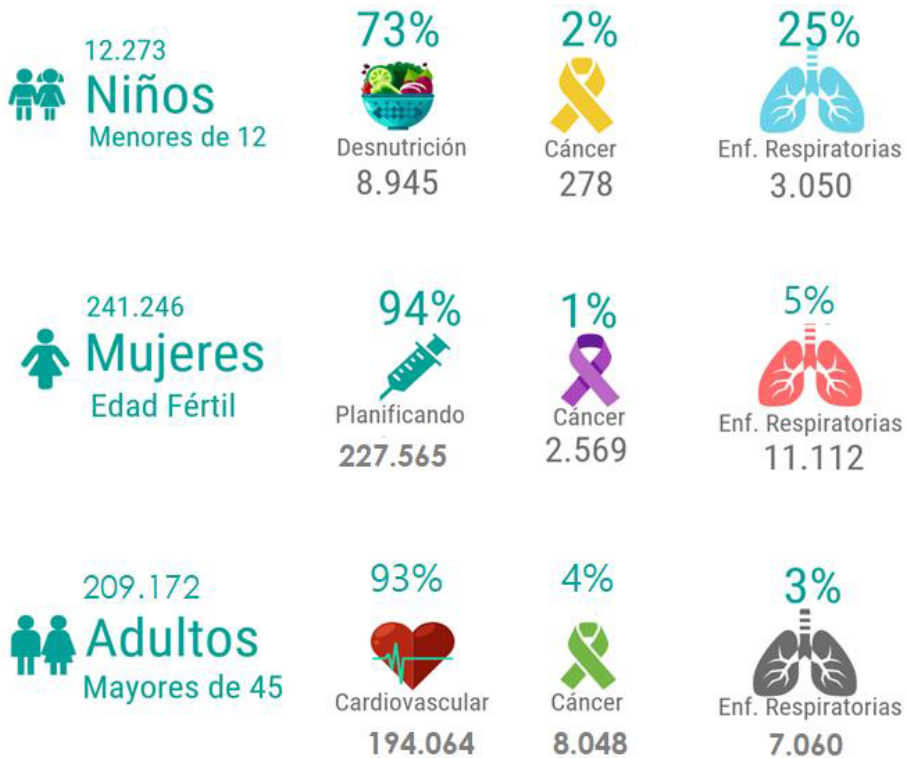 12.273
Niños
Menores de 12
73%
Desnutrición
8.945
2%
Cáncer
278
25%
Enf. Respiratorias
3.050
241.246
Mujeres
Edad Fértil
94%
Planificando
227.565
1%
Cáncer
2.569
5%
Enf. Respiratorias
11.112
209.172
Adultos
Mayores de 45
93%
Cardiovascular
194.064
4%
Cáncer
8.048
3%
Enf. Respiratorias
7.060